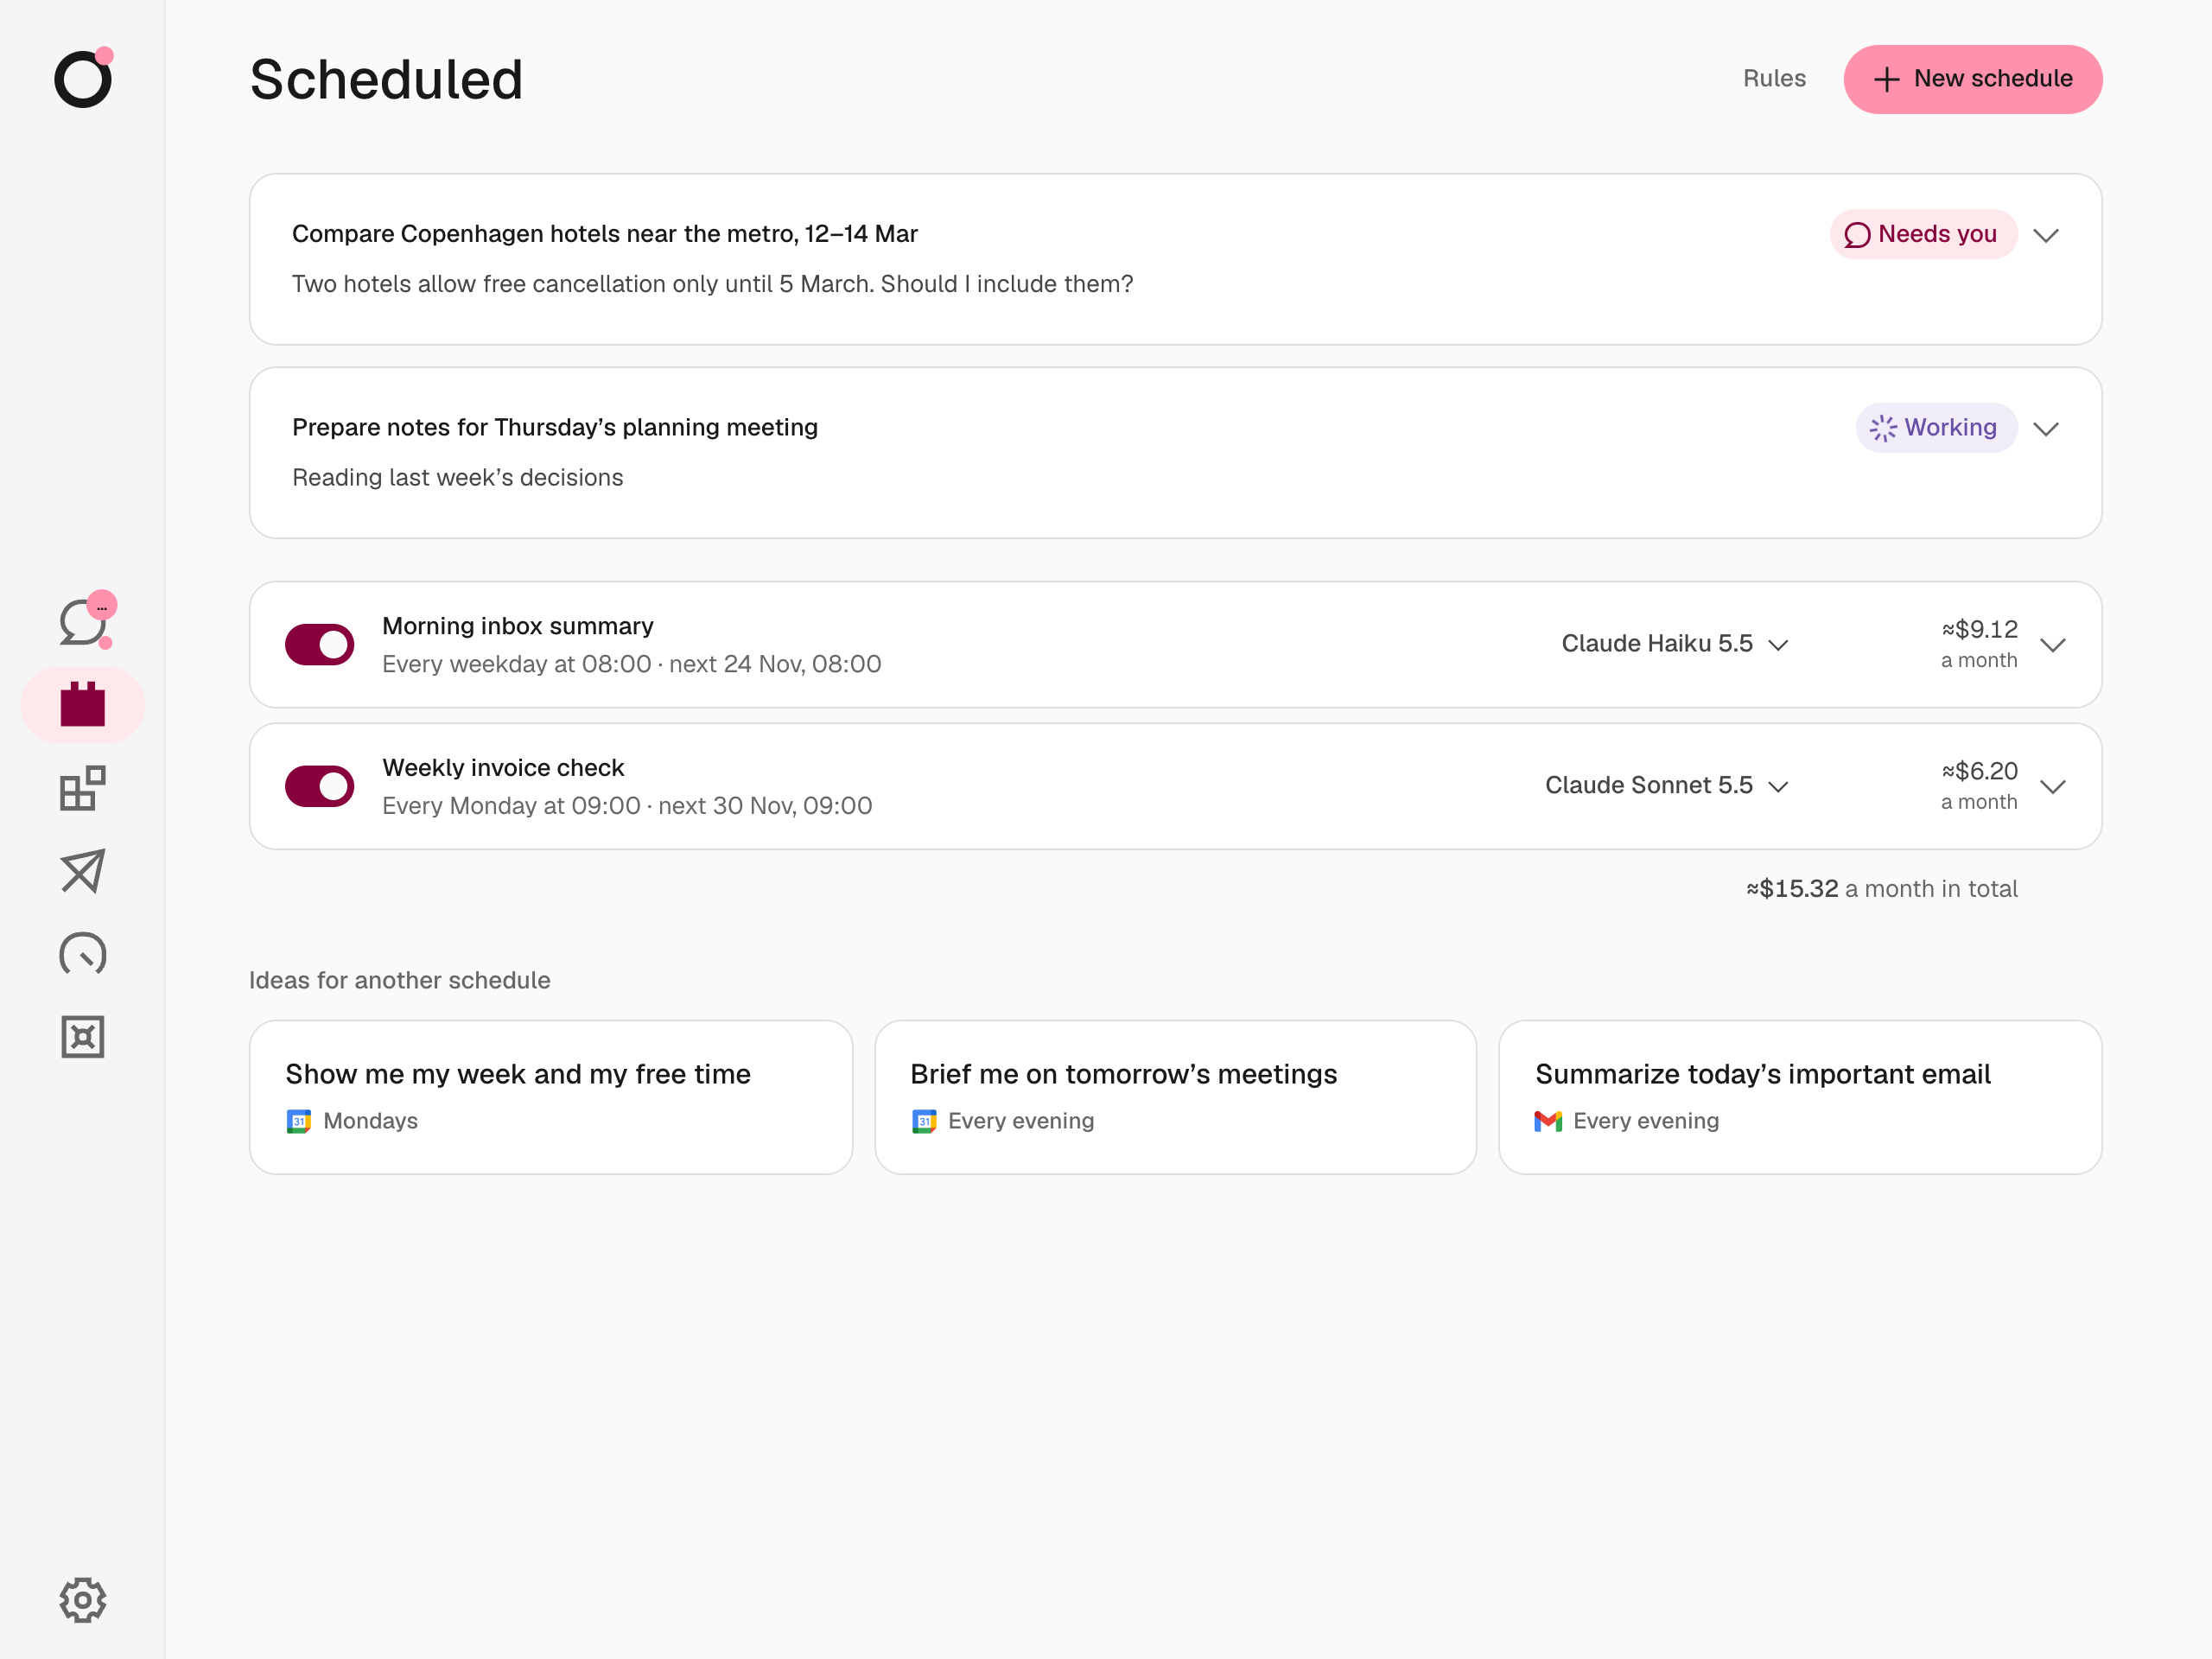 Scheduled
Rules
New schedule
Compare Copenhagen hotels near the metro, 12–14 Mar
Needs you
Two hotels allow free cancellation only until 5 March. Should I include them?
Prepare notes for Thursday’s planning meeting
Working
Reading last week’s decisions
...
Morning inbox summary
Every weekday at 08:00 · next 24 Nov, 08:00
Claude Haiku 5.5
≈$9.12
a month
Weekly invoice check
Every Monday at 09:00 · next 30 Nov, 09:00
Claude Sonnet 5.5
≈$6.20
a month
≈$15.32 a month in total
Ideas for another schedule
Show me my week and my free time
31 Mondays
Brief me on tomorrow’s meetings
31 Every evening
Summarize today’s important email
Every evening